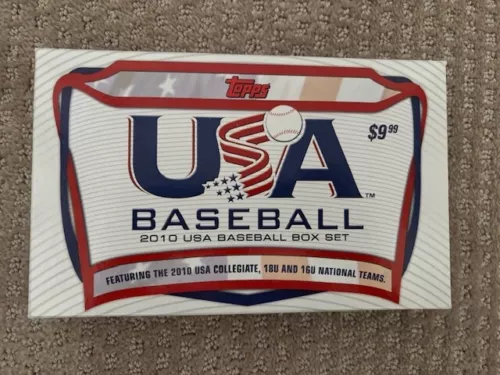 Topps
$9.99
USA
TM
BASEBALL
2010 USA BASEBALL BOX SET
FEATURING THE 2010 USA COLLEGIATE, 18U AND 16U NATIONAL TEAMS.